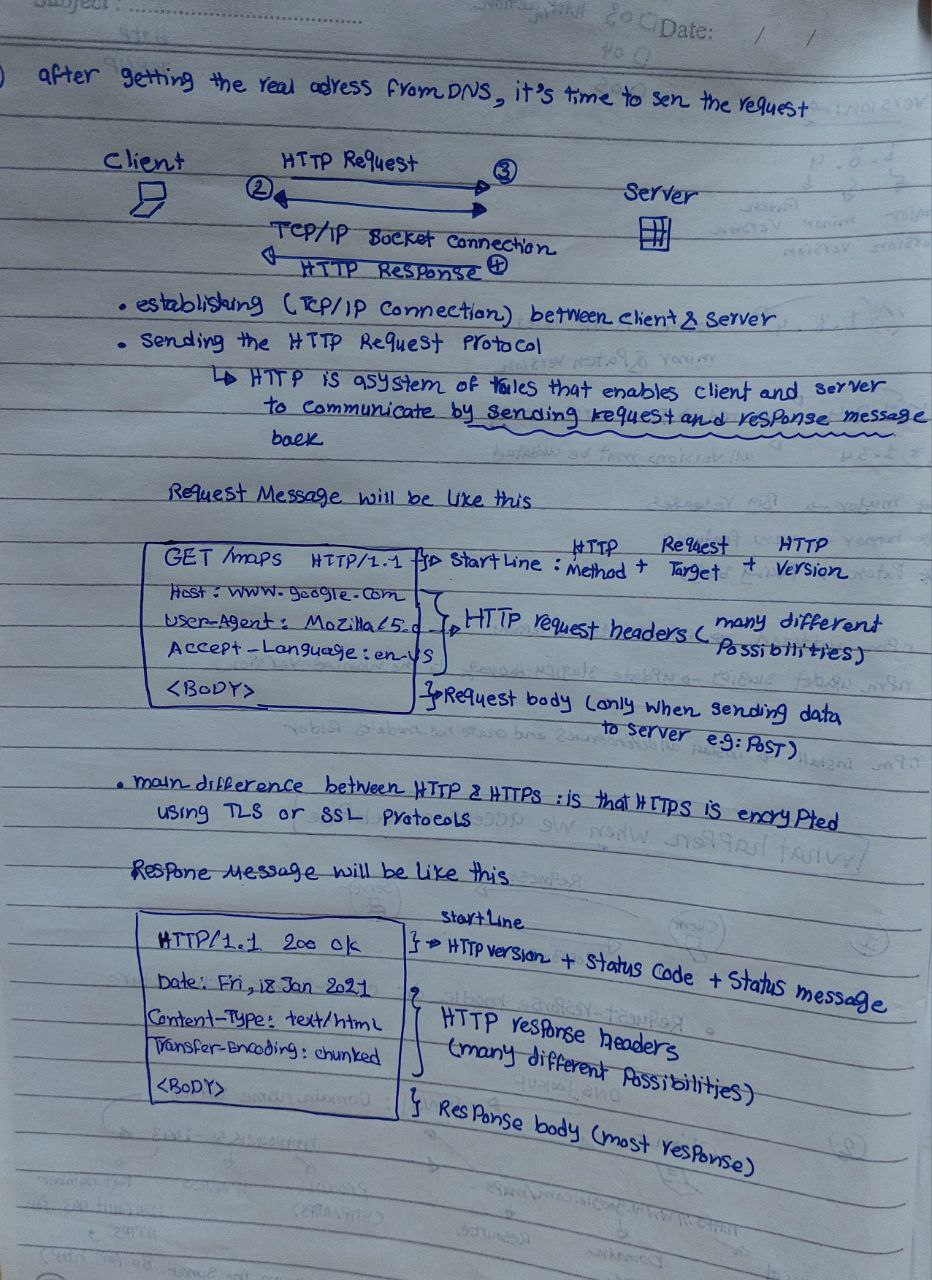 Subject:
Date: / /
after getting the real adress from DNS, it's time to sen the request
Client
HTTP Request
③
②
Server
TCP/IP Socket Connection
HTTP Response ④
• establishing (TCP/IP Connection) between client & Server
• Sending the HTTP Request Protocol
↳ HTTP is asystem of rules that enables client and server
to communicate by sending request and response message
back
Request Message will be like this
GET /maps HTTP/1.1
Start Line : HTTP Method + Request Target + HTTP Version
Host: www.google.com
User-Agent: Mozilla/5.0
Accept-Language: en-US
HTTP request headers (many different
Possibilities)
<BODY>
Request body (only when sending data
to server e.g: POST)
• main difference between HTTP & HTTPS : is that HTTPS is encrypted
using TLS or SSL Protocols
Respone Message will be like this
HTTP/1.1 200 Ok
Start Line
HTTP version + Status Code + Status message
Date: Fri, 18 Jan 2021
Content-Type: text/html
Transfer-Encoding: chunked
HTTP response headers
(many different Possibilities)
<BODY>
Response body (most response)